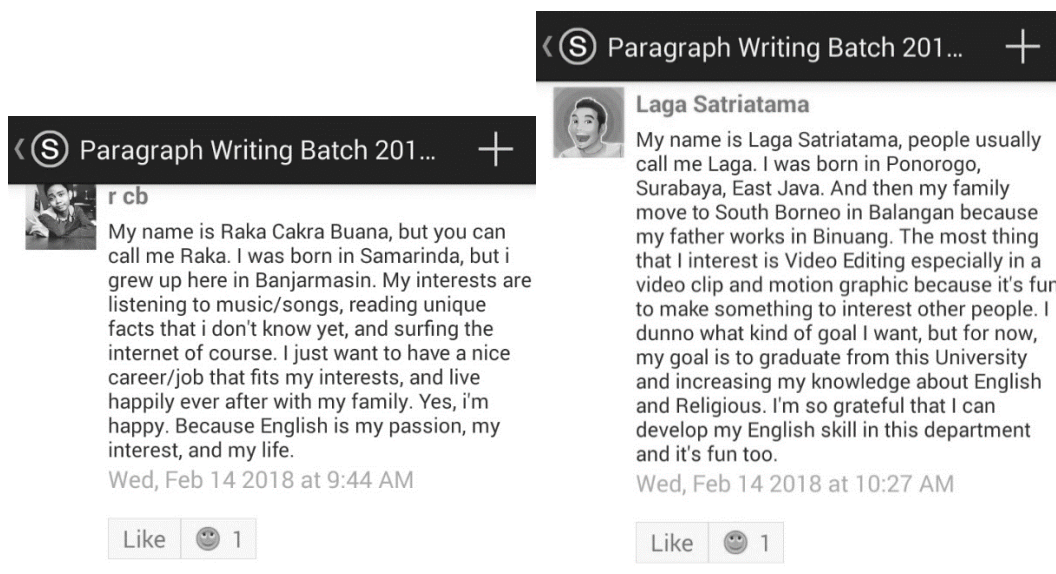 S Paragraph Writing Batch 201...
r cb
My name is Raka Cakra Buana, but you can
call me Raka. I was born in Samarinda, but i
grew up here in Banjarmasin. My interests are
listening to music/songs, reading unique
facts that i don't know yet, and surfing the
internet of course. I just want to have a nice
career/job that fits my interests, and live
happily ever after with my family. Yes, i'm
happy. Because English is my passion, my
interest, and my life.
Wed, Feb 14 2018 at 9:44 AM
Like 1
S Paragraph Writing Batch 201...
Laga Satriatama
My name is Laga Satriatama, people usually
call me Laga. I was born in Ponorogo,
Surabaya, East Java. And then my family
move to South Borneo in Balangan because
my father works in Binuang. The most thing
that I interest is Video Editing especially in a
video clip and motion graphic because it's fun
to make something to interest other people. I
dunno what kind of goal I want, but for now,
my goal is to graduate from this University
and increasing my knowledge about English
and Religious. I'm so grateful that I can
develop my English skill in this department
and it's fun too.
Wed, Feb 14 2018 at 10:27 AM
Like 1